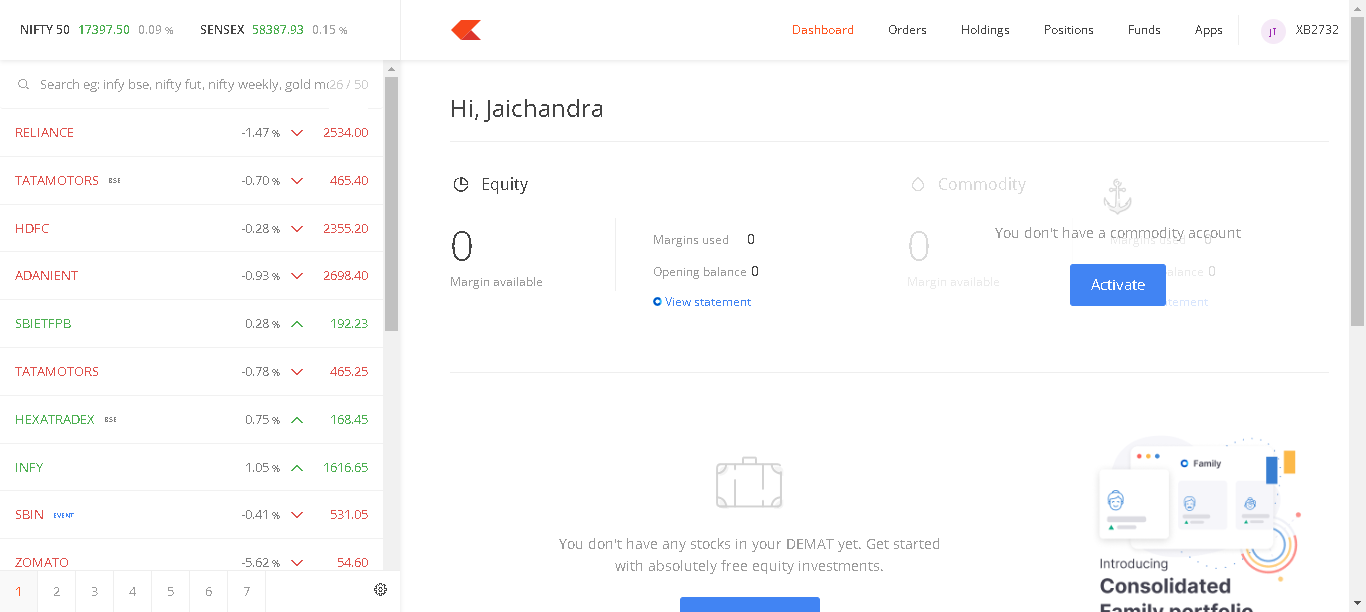 NIFTY 50 17397.50 0.09 % SENSEX 58387.93 0.15 %
Dashboard Orders Holdings Positions Funds Apps JT XB2732
Search eg: infy bse, nifty fut, nifty weekly, gold mc 26 / 50
RELIANCE -1.47 % 2534.00
TATAMOTORS BSE -0.70 % 465.40
HDFC -0.28 % 2355.20
ADANIENT -0.93 % 2698.40
SBIETFPB 0.28 % 192.23
TATAMOTORS -0.78 % 465.25
HEXATRADEX BSE 0.75 % 168.45
INFY 1.05 % 1616.65
SBIN EVENT -0.41 % 531.05
ZOMATO -5.62 % 54.60
1 2 3 4 5 6 7
Hi, Jaichandra
Equity
0
Margin available
Margins used 0
Opening balance 0
View statement
Commodity
0
Margin available
You don't have a commodity account
Margins used 0
Activate
alance 0
tement
You don't have any stocks in your DEMAT yet. Get started
with absolutely free equity investments.
Family
Introducing
Consolidated
Family portfolio